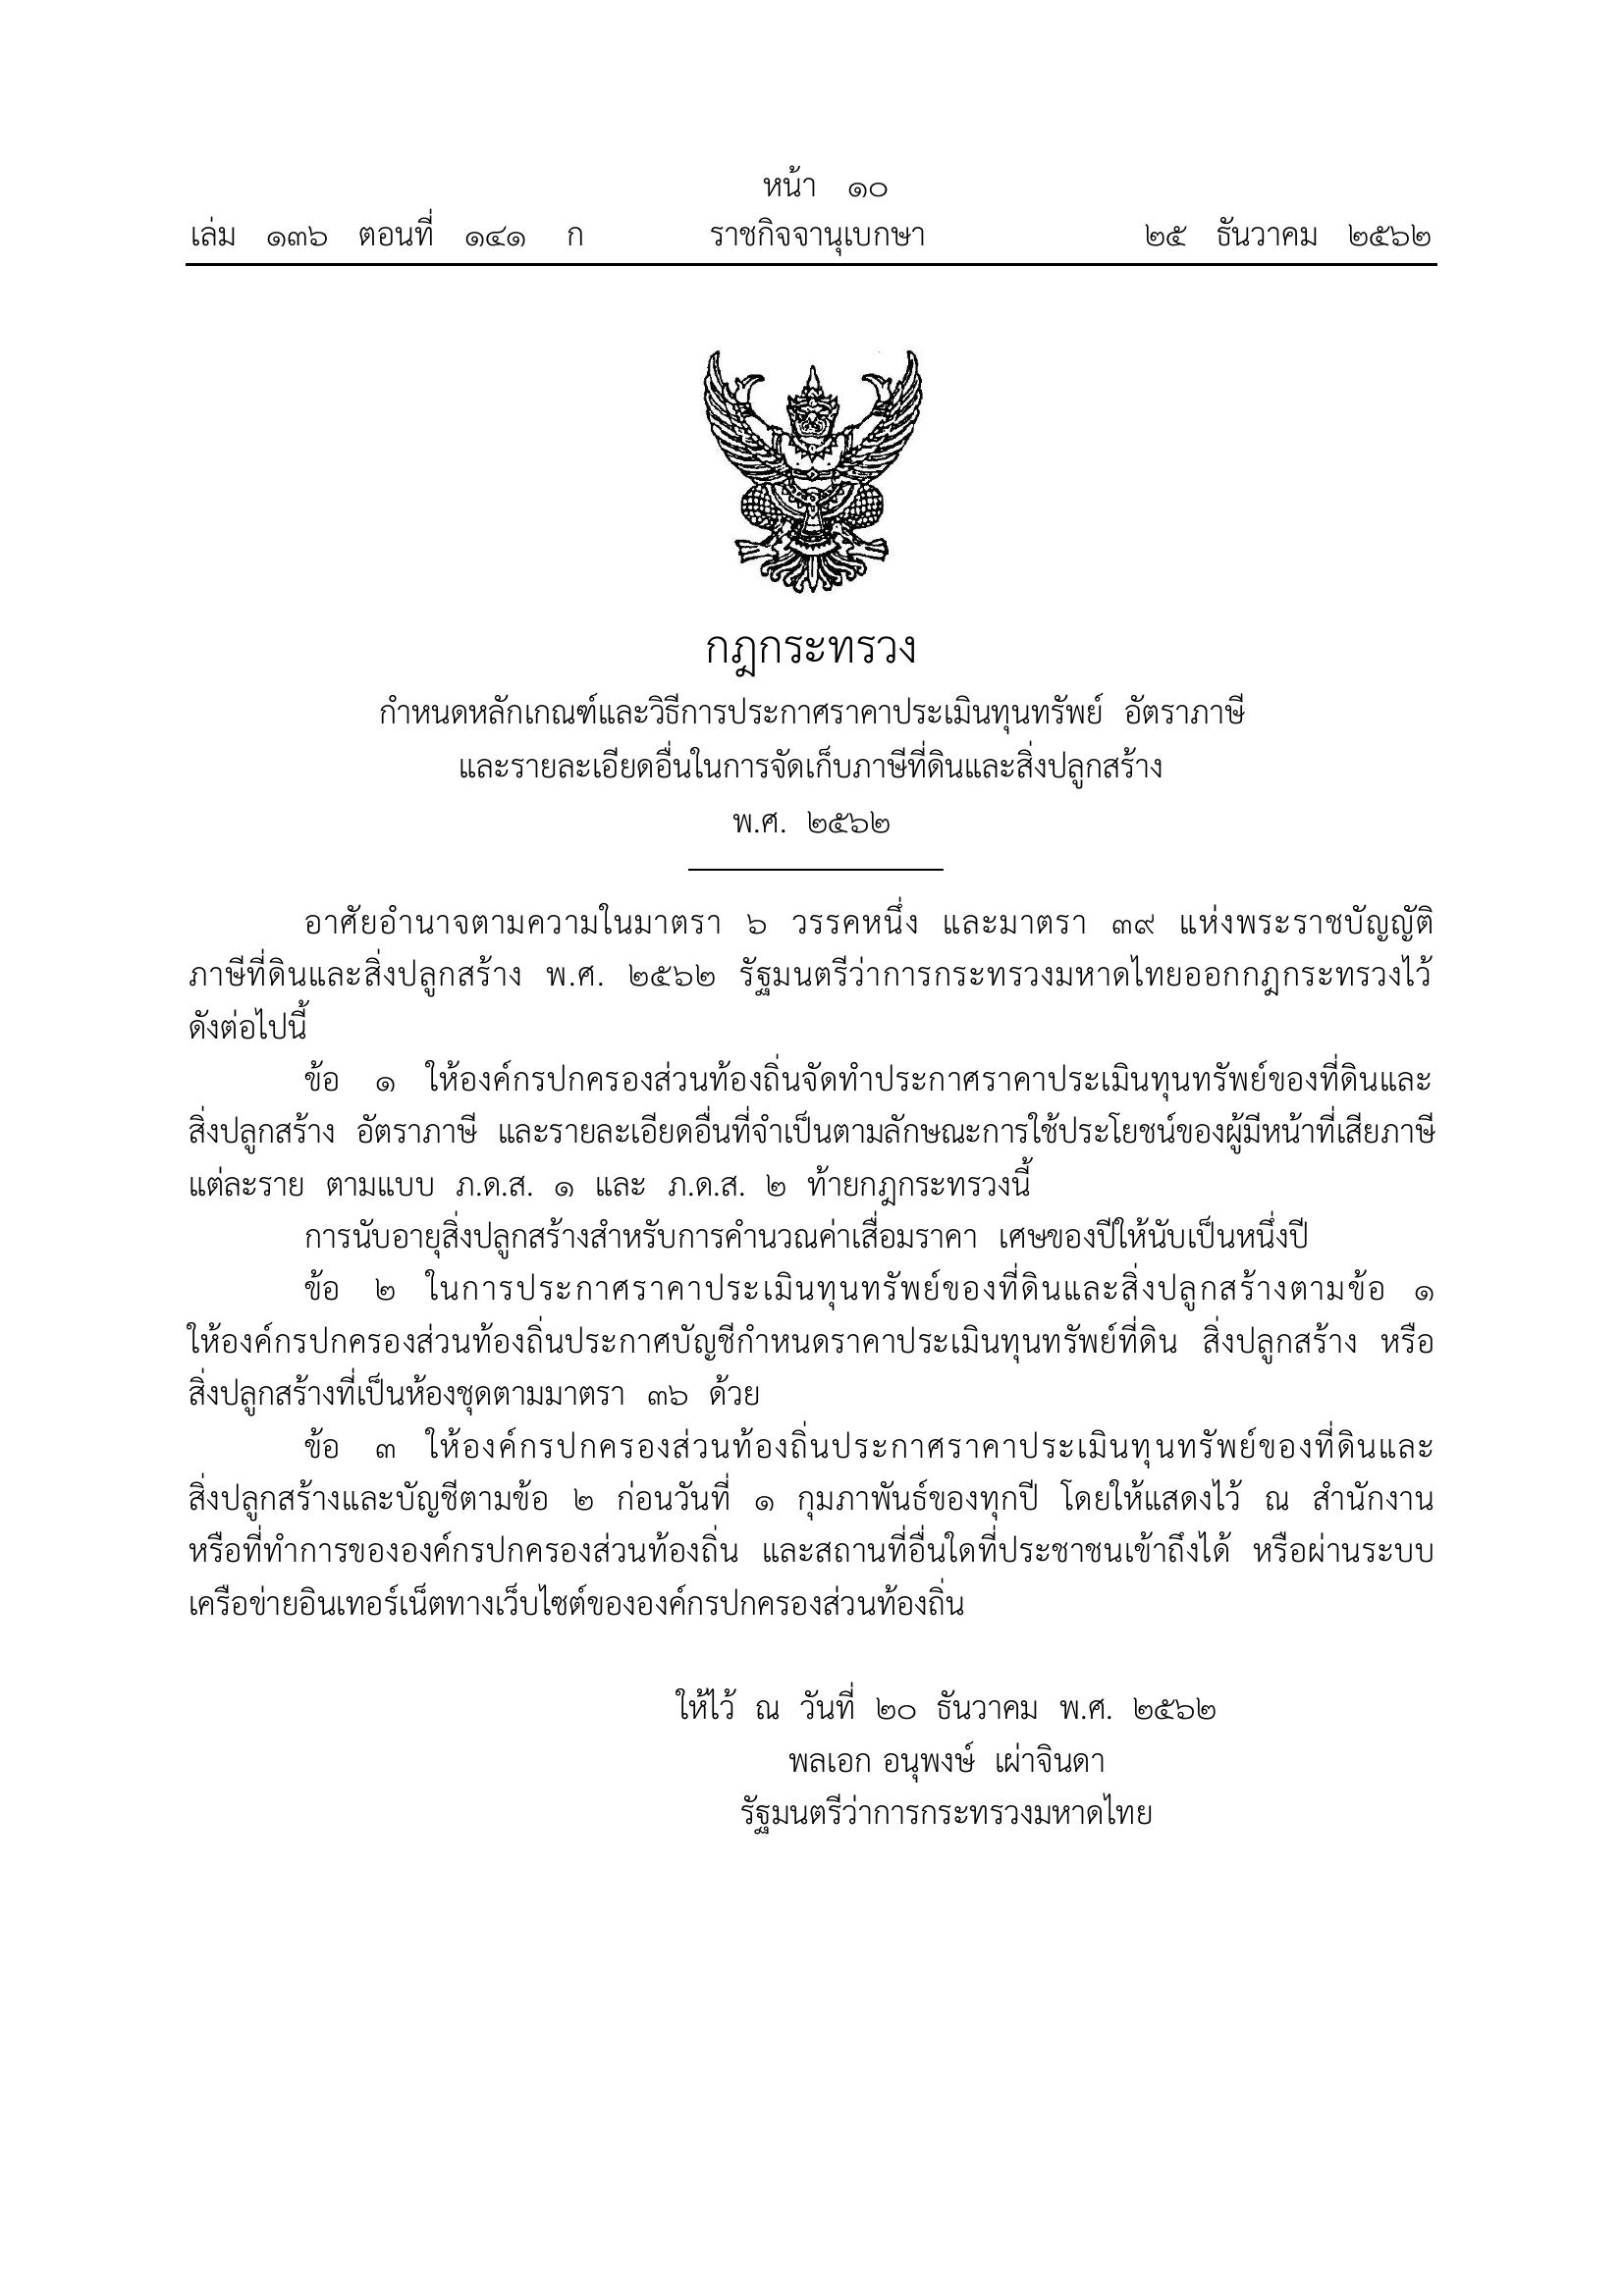 หน้า ๑๐
เล่ม ๑๓๖ ตอนที่ ๑๔๑ ก ราชกิจจานุเบกษา ๒๕ ธันวาคม ๒๕๖๒
กฎกระทรวง
กำหนดหลักเกณฑ์และวิธีการประกาศราคาประเมินทุนทรัพย์ อัตราภาษี
และรายละเอียดอื่นในการจัดเก็บภาษีที่ดินและสิ่งปลูกสร้าง
พ.ศ. ๒๕๖๒
อาศัยอำนาจตามความในมาตรา ๖ วรรคหนึ่ง และมาตรา ๓๙ แห่งพระราชบัญญัติ
ภาษีที่ดินและสิ่งปลูกสร้าง พ.ศ. ๒๕๖๒ รัฐมนตรีว่าการกระทรวงมหาดไทยออกกฎกระทรวงไว้
ดังต่อไปนี้
ข้อ ๑ ให้องค์กรปกครองส่วนท้องถิ่นจัดทำประกาศราคาประเมินทุนทรัพย์ของที่ดินและ
สิ่งปลูกสร้าง อัตราภาษี และรายละเอียดอื่นที่จำเป็นตามลักษณะการใช้ประโยชน์ของผู้มีหน้าที่เสียภาษี
แต่ละราย ตามแบบ ภ.ด.ส. ๑ และ ภ.ด.ส. ๒ ท้ายกฎกระทรวงนี้
การนับอายุสิ่งปลูกสร้างสำหรับการคำนวณค่าเสื่อมราคา เศษของปีให้นับเป็นหนึ่งปี
ข้อ ๒ ในการประกาศราคาประเมินทุนทรัพย์ของที่ดินและสิ่งปลูกสร้างตามข้อ ๑
ให้องค์กรปกครองส่วนท้องถิ่นประกาศบัญชีกำหนดราคาประเมินทุนทรัพย์ที่ดิน สิ่งปลูกสร้าง หรือ
สิ่งปลูกสร้างที่เป็นห้องชุดตามมาตรา ๓๖ ด้วย
ข้อ ๓ ให้องค์กรปกครองส่วนท้องถิ่นประกาศราคาประเมินทุนทรัพย์ของที่ดินและ
สิ่งปลูกสร้างและบัญชีตามข้อ ๒ ก่อนวันที่ ๑ กุมภาพันธ์ของทุกปี โดยให้แสดงไว้ ณ สำนักงาน
หรือที่ทำการขององค์กรปกครองส่วนท้องถิ่น และสถานที่อื่นใดที่ประชาชนเข้าถึงได้ หรือผ่านระบบ
เครือข่ายอินเทอร์เน็ตทางเว็บไซต์ขององค์กรปกครองส่วนท้องถิ่น
ให้ไว้ ณ วันที่ ๒๐ ธันวาคม พ.ศ. ๒๕๖๒
พลเอก อนุพงษ์ เผ่าจินดา
รัฐมนตรีว่าการกระทรวงมหาดไทย